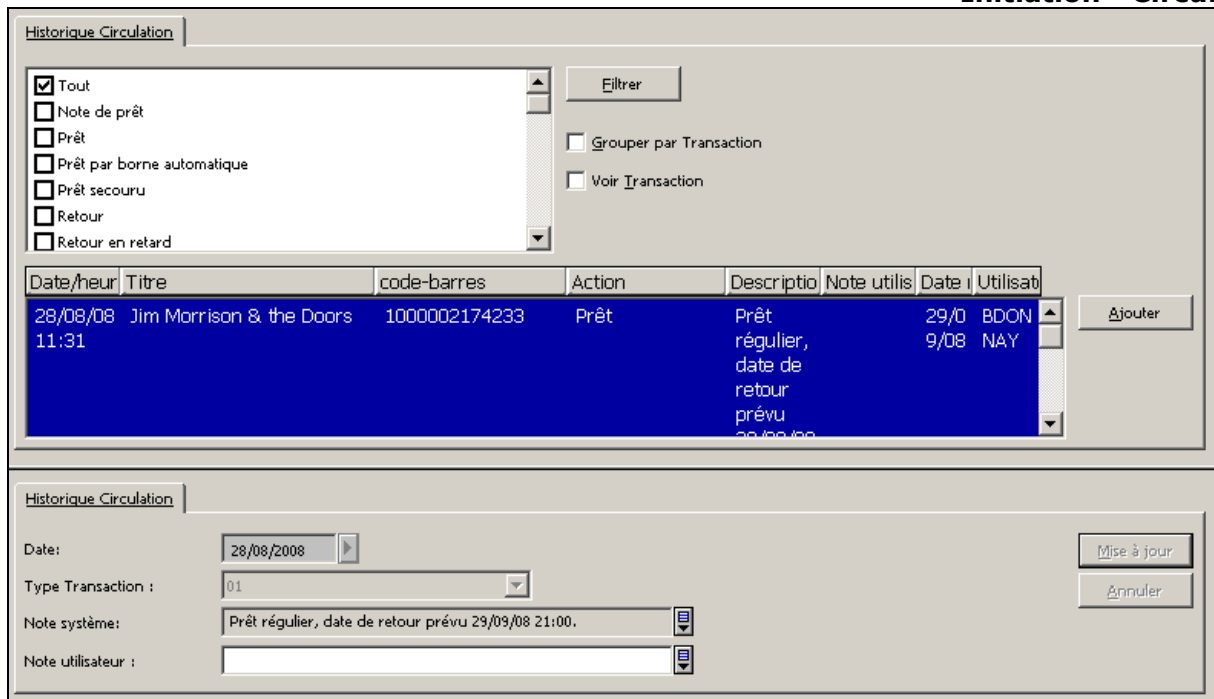 Historique Circulation
Tout
Note de prêt
Prêt
Prêt par borne automatique
Prêt secouru
Retour
Retour en retard
Filtrer
Grouper par Transaction
Voir Transaction
Date/heur Titre code-barres Action Descriptio Note utilis Date Utilisat
28/08/08 Jim Morrison & the Doors 1000002174233 Prêt Prêt 29/0 BDON
11:31 régulier, 9/08 NAY
date de
retour
prévu
Ajouter
Historique Circulation
Date: 28/08/2008
Mise à jour
Type Transaction : 01
Annuler
Note système: Prêt régulier, date de retour prévu 29/09/08 21:00.
Note utilisateur :